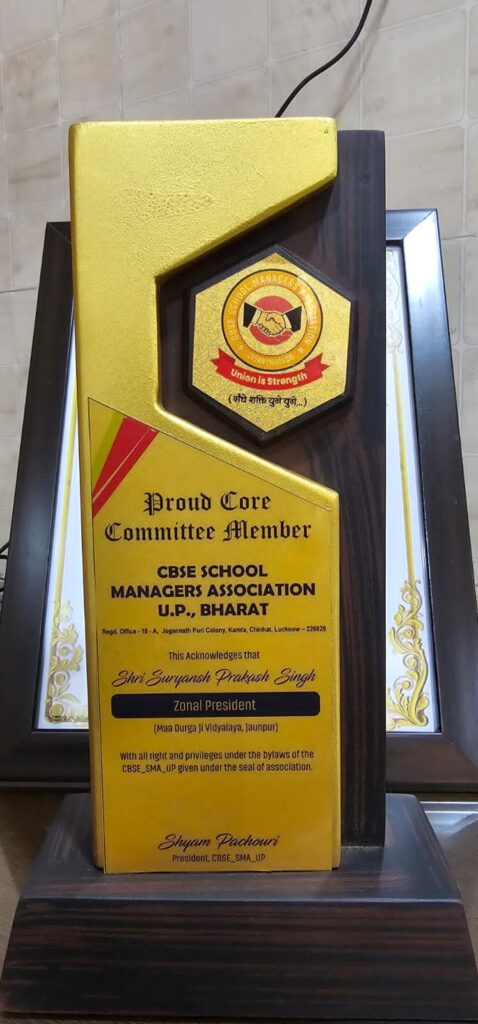 Union is Strength
(संघे शक्ति युगे युगे...)
Proud Core
Committee Member
CBSE SCHOOL
MANAGERS ASSOCIATION
U.P., BHARAT
Regd. Office - 18 - A, Jagannath Puri Colony, Kamta, Chinhat, Lucknow – 226028
This Acknowledges that
Shri Suryansh Prakash Singh
Zonal President
(Maa Durga Ji Vidyalaya, Jaunpur)
With all right and privileges under the bylaws of the
CBSE_SMA_UP given under the seal of association.
Shyam Pachouri
President, CBSE_SMA_UP